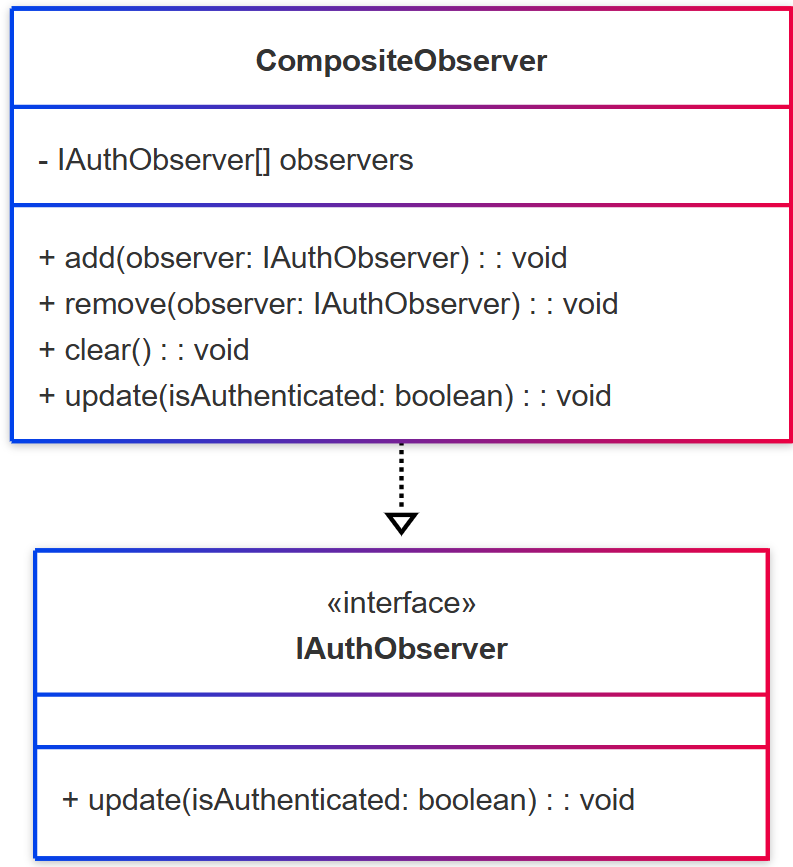 CompositeObserver
- IAuthObserver[] observers
+ add(observer: IAuthObserver) : : void
+ remove(observer: IAuthObserver) : : void
+ clear() : : void
+ update(isAuthenticated: boolean) : : void
«interface»
IAuthObserver
+ update(isAuthenticated: boolean) : : void